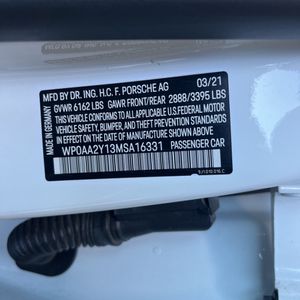 MFD BY DR. ING. H.C. F. PORSCHE AG 03/21
GVWR 6162 LBS GAWR FRONT/REAR 2888/3395 LBS
THIS VEHICLE CONFORMS TO ALL APPLICABLE U.S. FEDERAL MOTOR
VEHICLE SAFETY, BUMPER, AND THEFT PREVENTION STANDARDS
IN EFFECT ON THE DATE OF MANUFACTURE SHOWN ABOVE
WP0AA2Y13MSA16331 PASSENGER CAR
MADE IN GERMANY